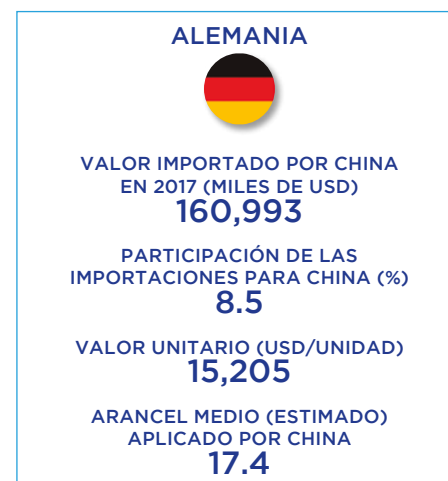 ALEMANIA
VALOR IMPORTADO POR CHINA
EN 2017 (MILES DE USD)
160,993
PARTICIPACIÓN DE LAS
IMPORTACIONES PARA CHINA (%)
8.5
VALOR UNITARIO (USD/UNIDAD)
15,205
ARANCEL MEDIO (ESTIMADO)
APLICADO POR CHINA
17.4